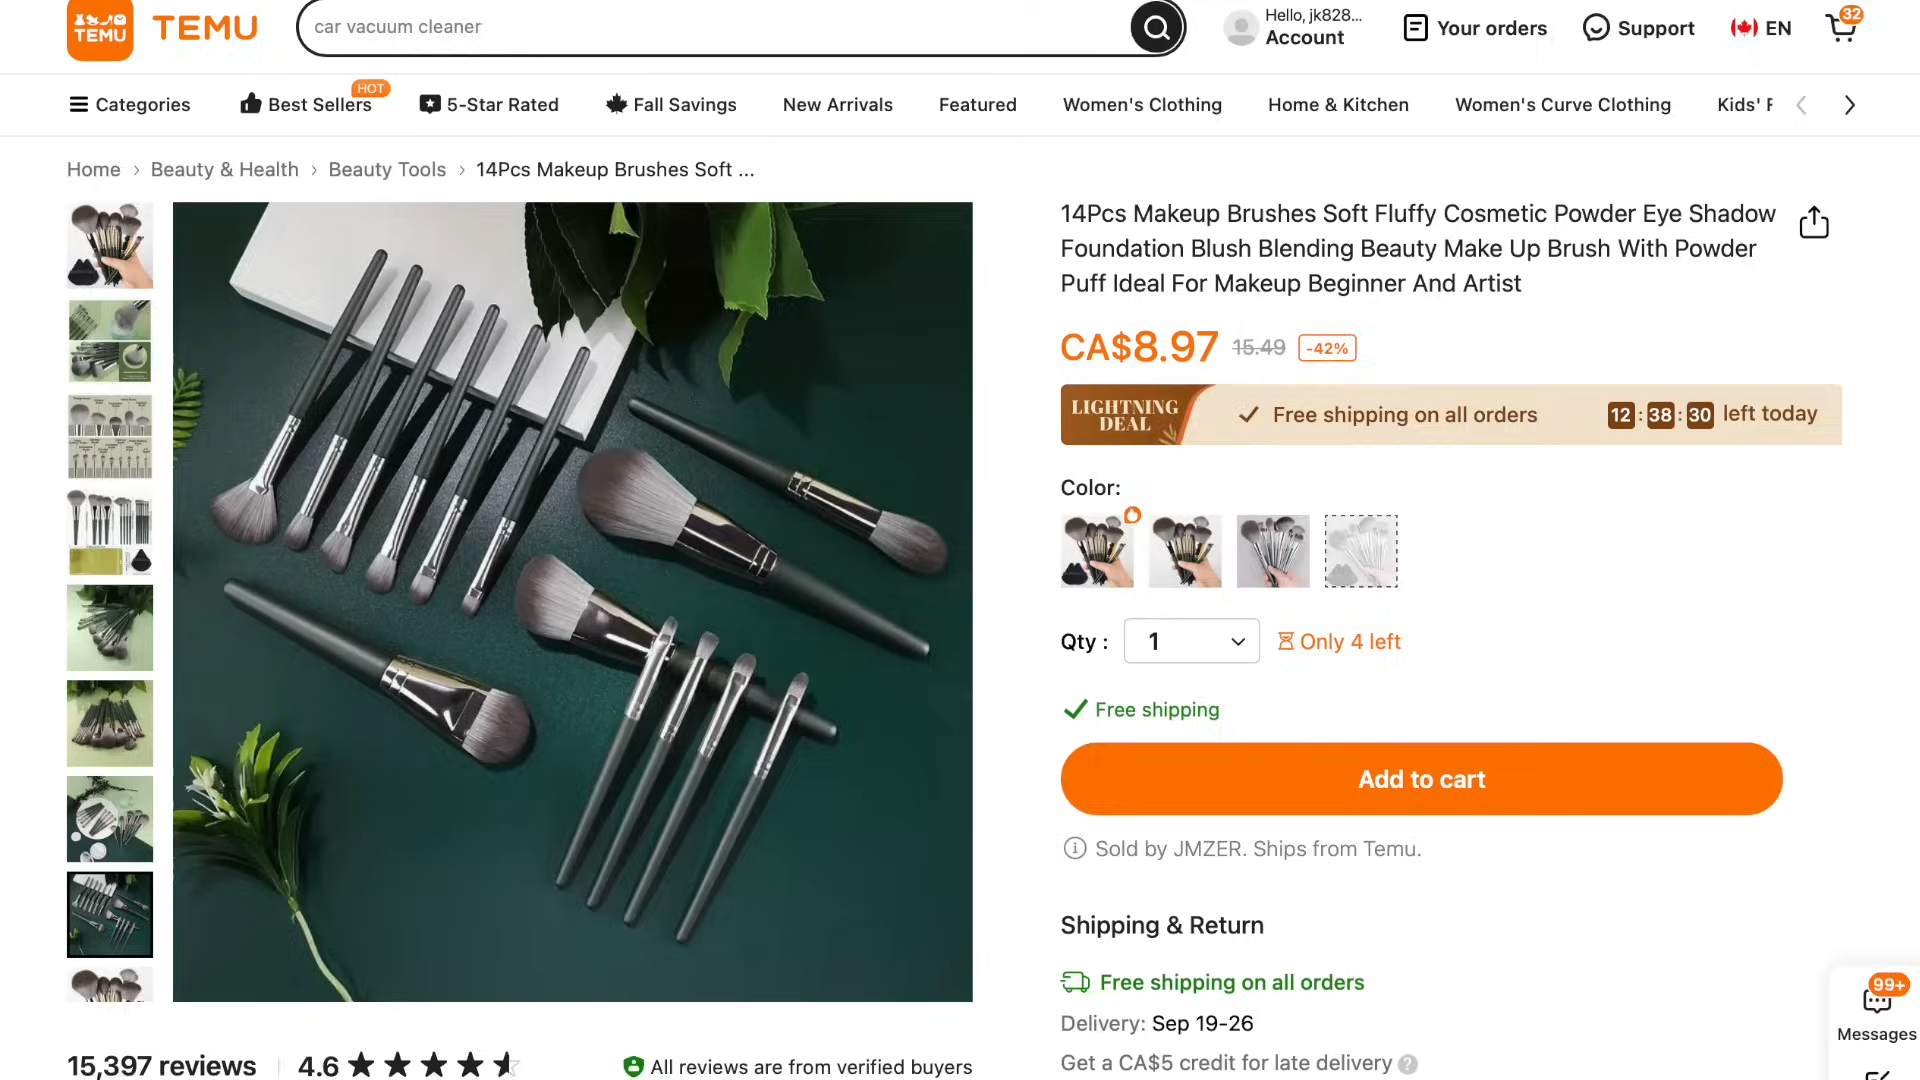 TEMU
TEMU
car vacuum cleaner
Hello, jk828...
Account
Your orders
Support
EN
32
Categories
Best Sellers
HOT
5-Star Rated
Fall Savings
New Arrivals
Featured
Women's Clothing
Home & Kitchen
Women's Curve Clothing
Kids' F
Home › Beauty & Health › Beauty Tools › 14Pcs Makeup Brushes Soft ...
14Pcs Makeup Brushes Soft Fluffy Cosmetic Powder Eye Shadow
Foundation Blush Blending Beauty Make Up Brush With Powder
Puff Ideal For Makeup Beginner And Artist
CA$8.97 15.49 -42%
LIGHTNING
DEAL
Free shipping on all orders
12 : 38 : 30 left today
Color:
Qty : 1
Only 4 left
Free shipping
Add to cart
Sold by JMZER. Ships from Temu.
Shipping & Return
Free shipping on all orders
Delivery: Sep 19-26
Get a CA$5 credit for late delivery ?
99+
Messages
15,397 reviews
4.6
All reviews are from verified buyers